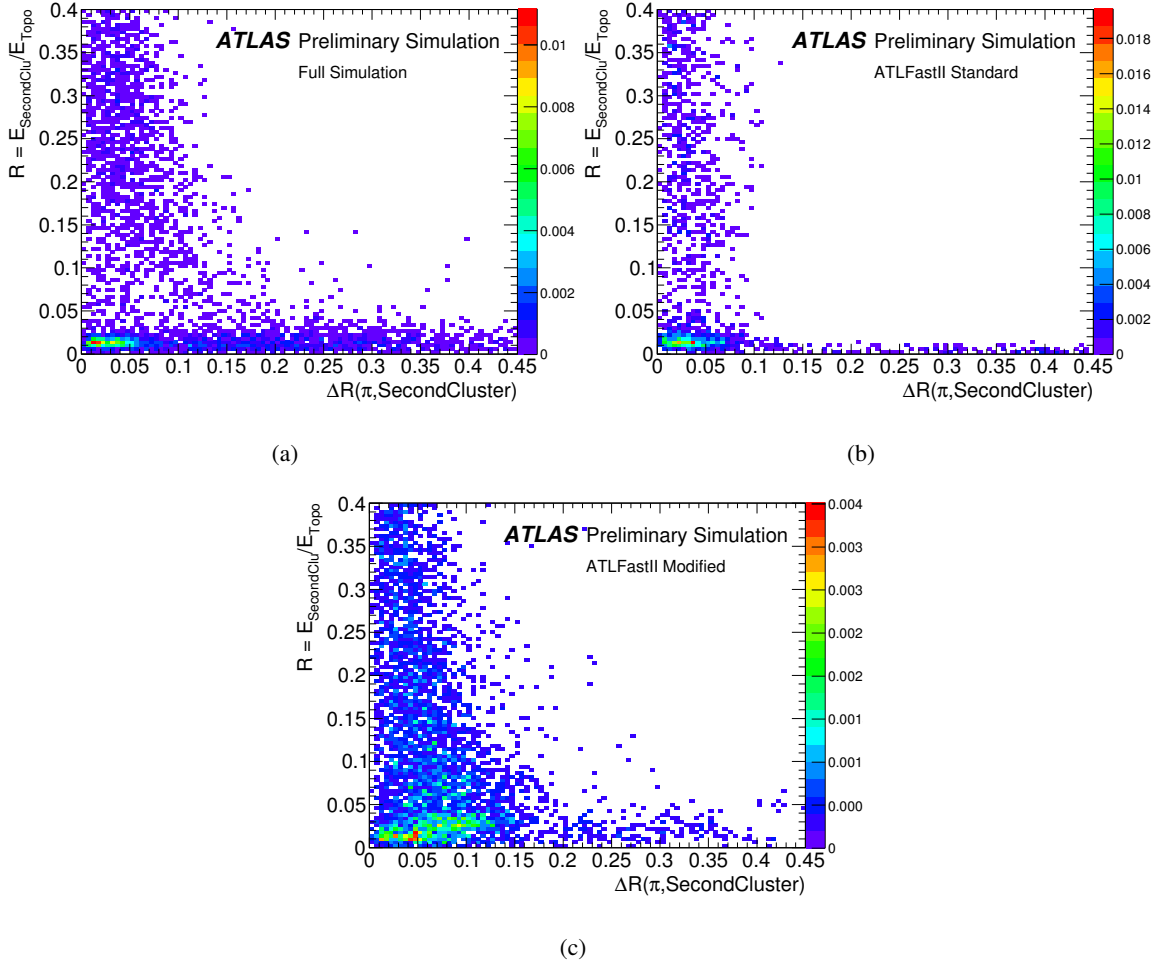 R = E_SecondClu/E_Topo
0.4
0.35
0.3
0.25
0.2
0.15
0.1
0.05
0
ATLAS Preliminary Simulation
Full Simulation
0.01
0.008
0.006
0.004
0.002
0
0 0.05 0.1 0.15 0.2 0.25 0.3 0.35 0.4 0.45
ΔR(π,SecondCluster)
(a)
R = E_SecondClu/E_Topo
0.4
0.35
0.3
0.25
0.2
0.15
0.1
0.05
0
ATLAS Preliminary Simulation
ATLFastII Standard
0.018
0.016
0.014
0.012
0.01
0.008
0.006
0.004
0.002
0
0 0.05 0.1 0.15 0.2 0.25 0.3 0.35 0.4 0.45
ΔR(π,SecondCluster)
(b)
R = E_SecondClu/E_Topo
0.4
0.35
0.3
0.25
0.2
0.15
0.1
0.05
0
ATLAS Preliminary Simulation
ATLFastII Modified
0.004
0.003
0.003
0.002
0.002
0.001
0.001
0.000
0
0 0.05 0.1 0.15 0.2 0.25 0.3 0.35 0.4 0.45
ΔR(π,SecondCluster)
(c)